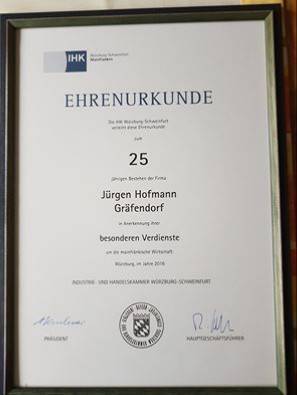 IHK
Würzburg-Schweinfurt
Mainfranken
EHRENURKUNDE
Die IHK Würzburg-Schweinfurt
verleiht diese Ehrenurkunde
zum
25
jährigen Bestehen der Firma
Jürgen Hofmann
Gräfendorf
in Anerkennung ihrer
besonderen Verdienste
um die mainfränkische Wirtschaft.
Würzburg, im Jahre 2016
INDUSTRIE- UND HANDELSKAMMER WÜRZBURG-SCHWEINFURT
PRÄSIDENT
HAUPTGESCHÄFTSFÜHRER